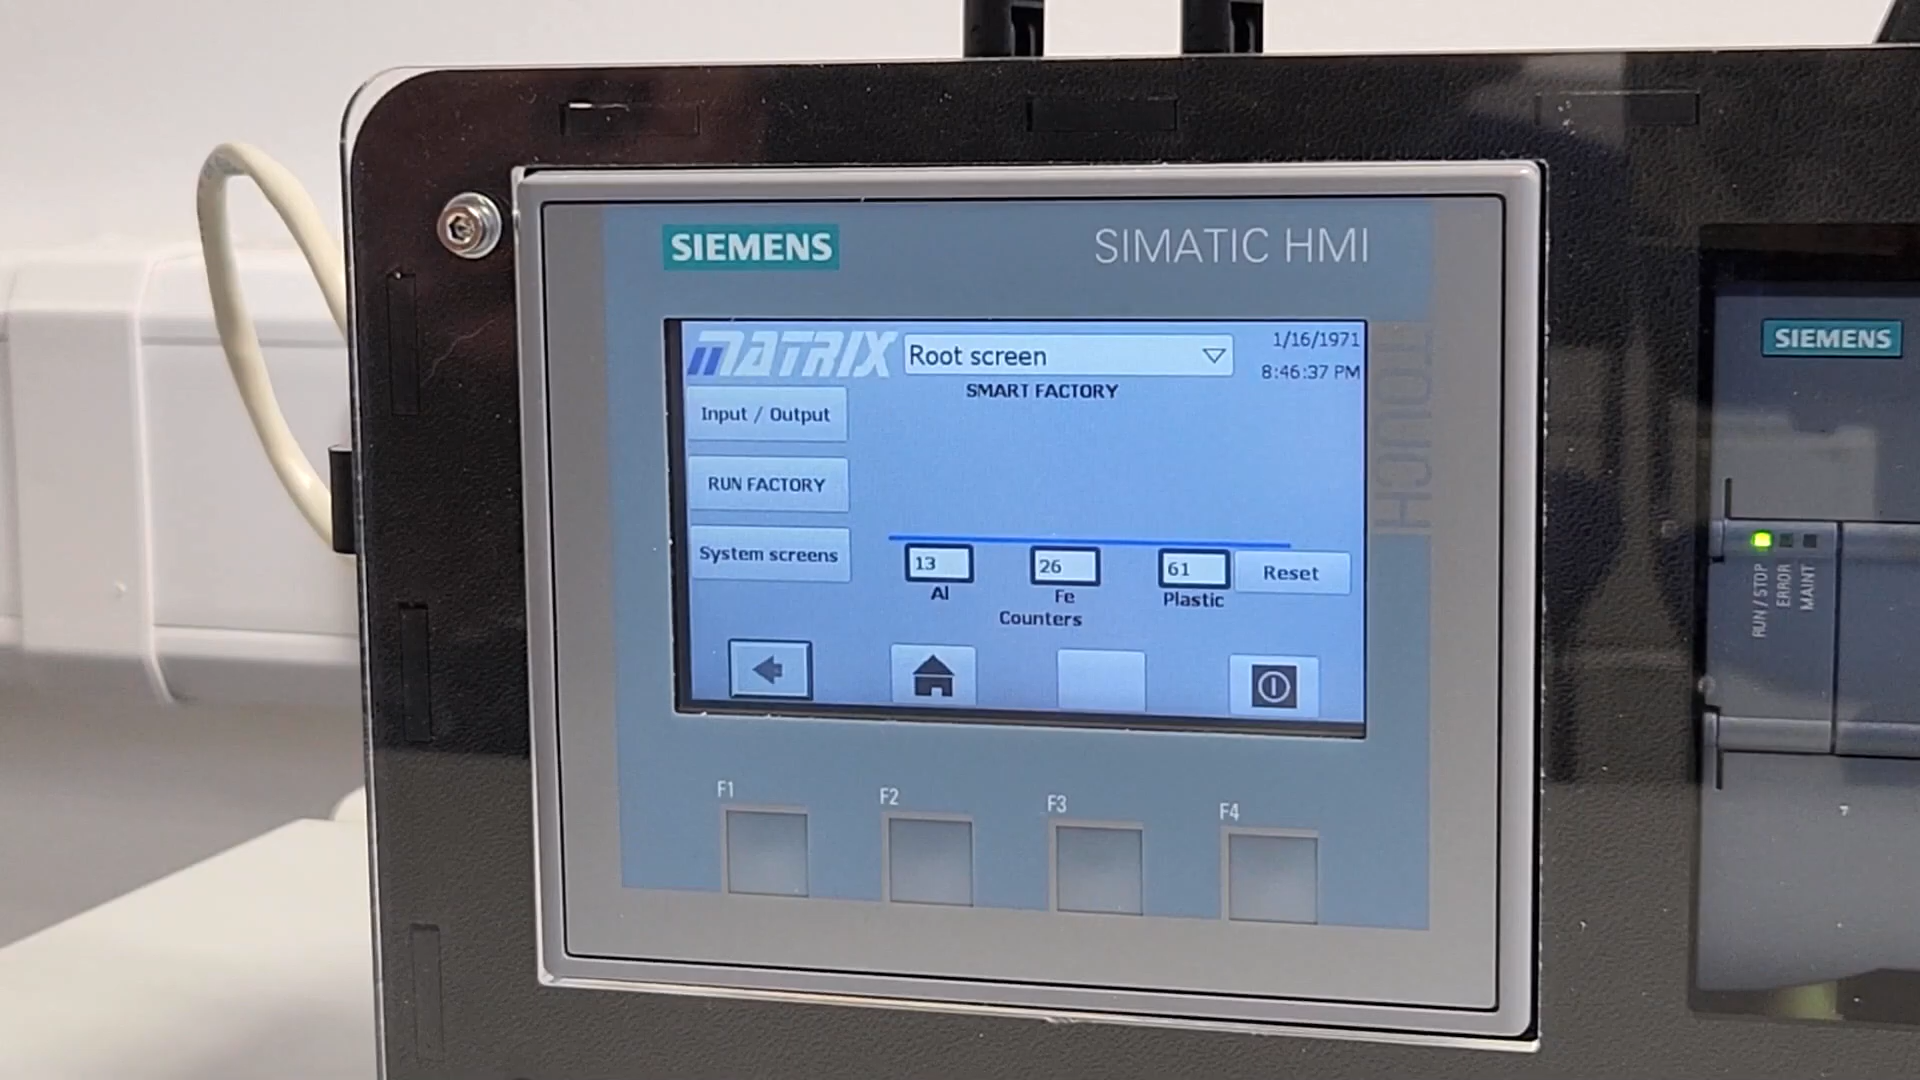 SIEMENS
SIMATIC HMI
MATRIX
Root screen
1/16/1971
8:46:37 PM
SMART FACTORY
Input / Output
RUN FACTORY
System screens
13
26
61
Reset
Al
Fe
Plastic
Counters
TOUCH
F1
F2
F3
F4
SIEMENS
RUN / STOP
ERROR
MAINT